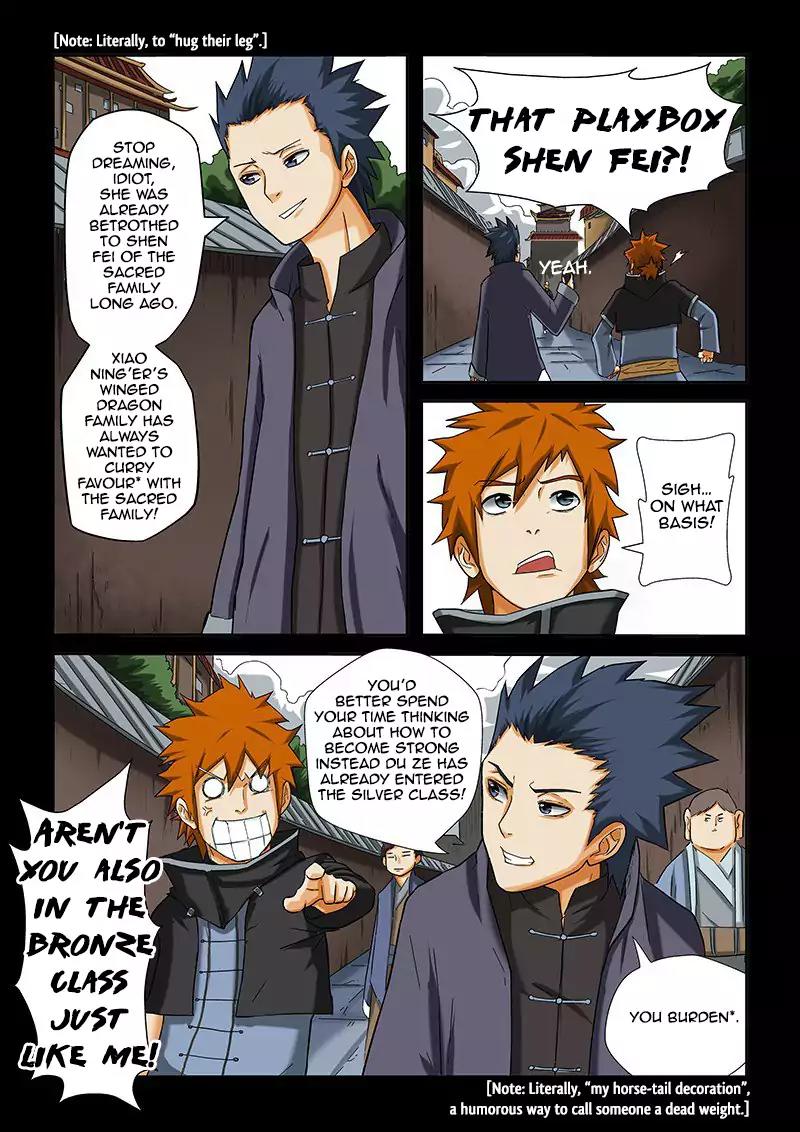 [Note: Literally, to “hug their leg”.]
STOP
DREAMING,
IDIOT,
SHE WAS
ALREADY
BETROTHED
TO SHEN
FEI OF THE
SACRED
FAMILY
LONG AGO.
XIAO
NING'ER'S
WINGED
DRAGON
FAMILY HAS
ALWAYS
WANTED TO
CURRY
FAVOUR* WITH
THE SACRED
FAMILY!
THAT PLAYBOY
SHEN FEI?!
YEAH.
SIGH...
ON WHAT
BASIS!
YOU'D
BETTER SPEND
YOUR TIME THINKING
ABOUT HOW TO
BECOME STRONG
INSTEAD DU ZE HAS
ALREADY ENTERED
THE SILVER CLASS!
AREN'T
YOU ALSO
IN THE
BRONZE
CLASS
JUST
LIKE ME!
YOU BURDEN*.
[Note: Literally, “my horse-tail decoration”,
a humorous way to call someone a dead weight.]